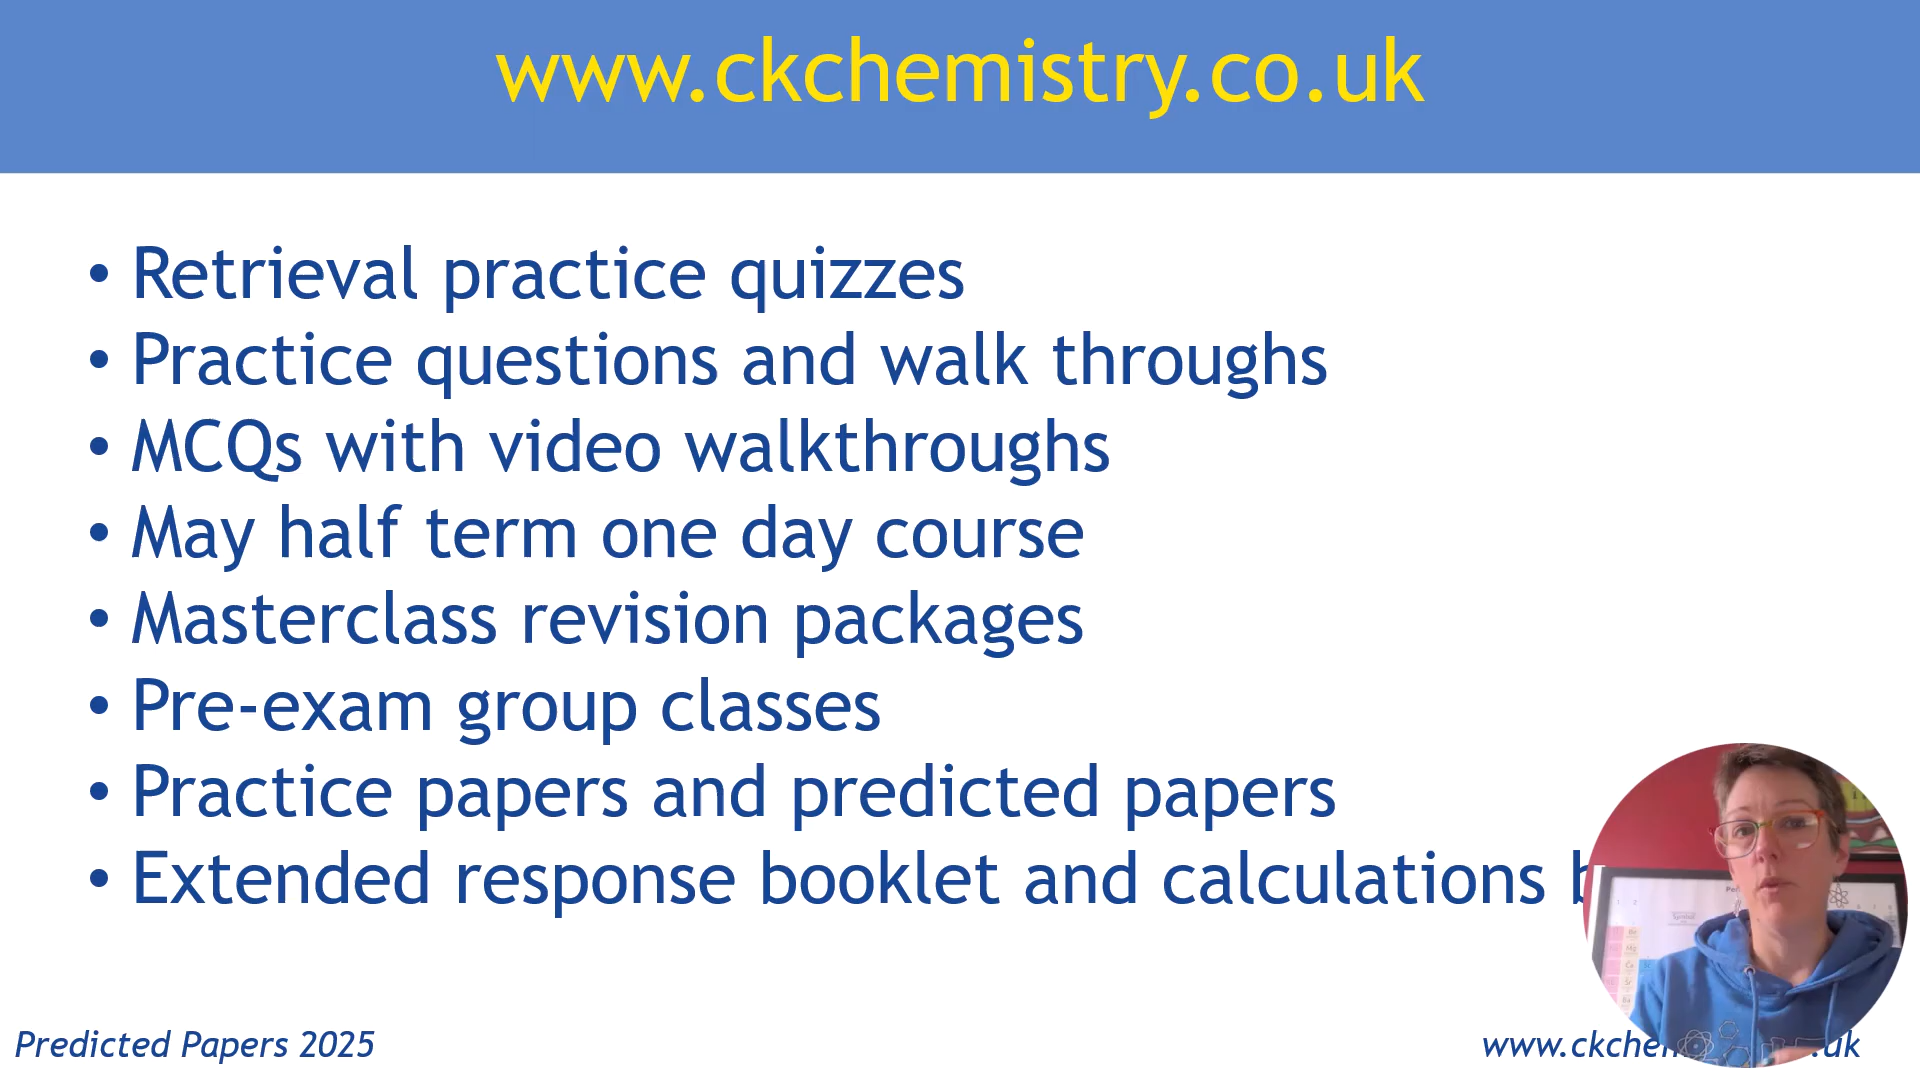 www.ckchemistry.co.uk
• Retrieval practice quizzes
• Practice questions and walk throughs
• MCQs with video walkthroughs
• May half term one day course
• Masterclass revision packages
• Pre-exam group classes
• Practice papers and predicted papers
• Extended response booklet and calculations
Predicted Papers 2025